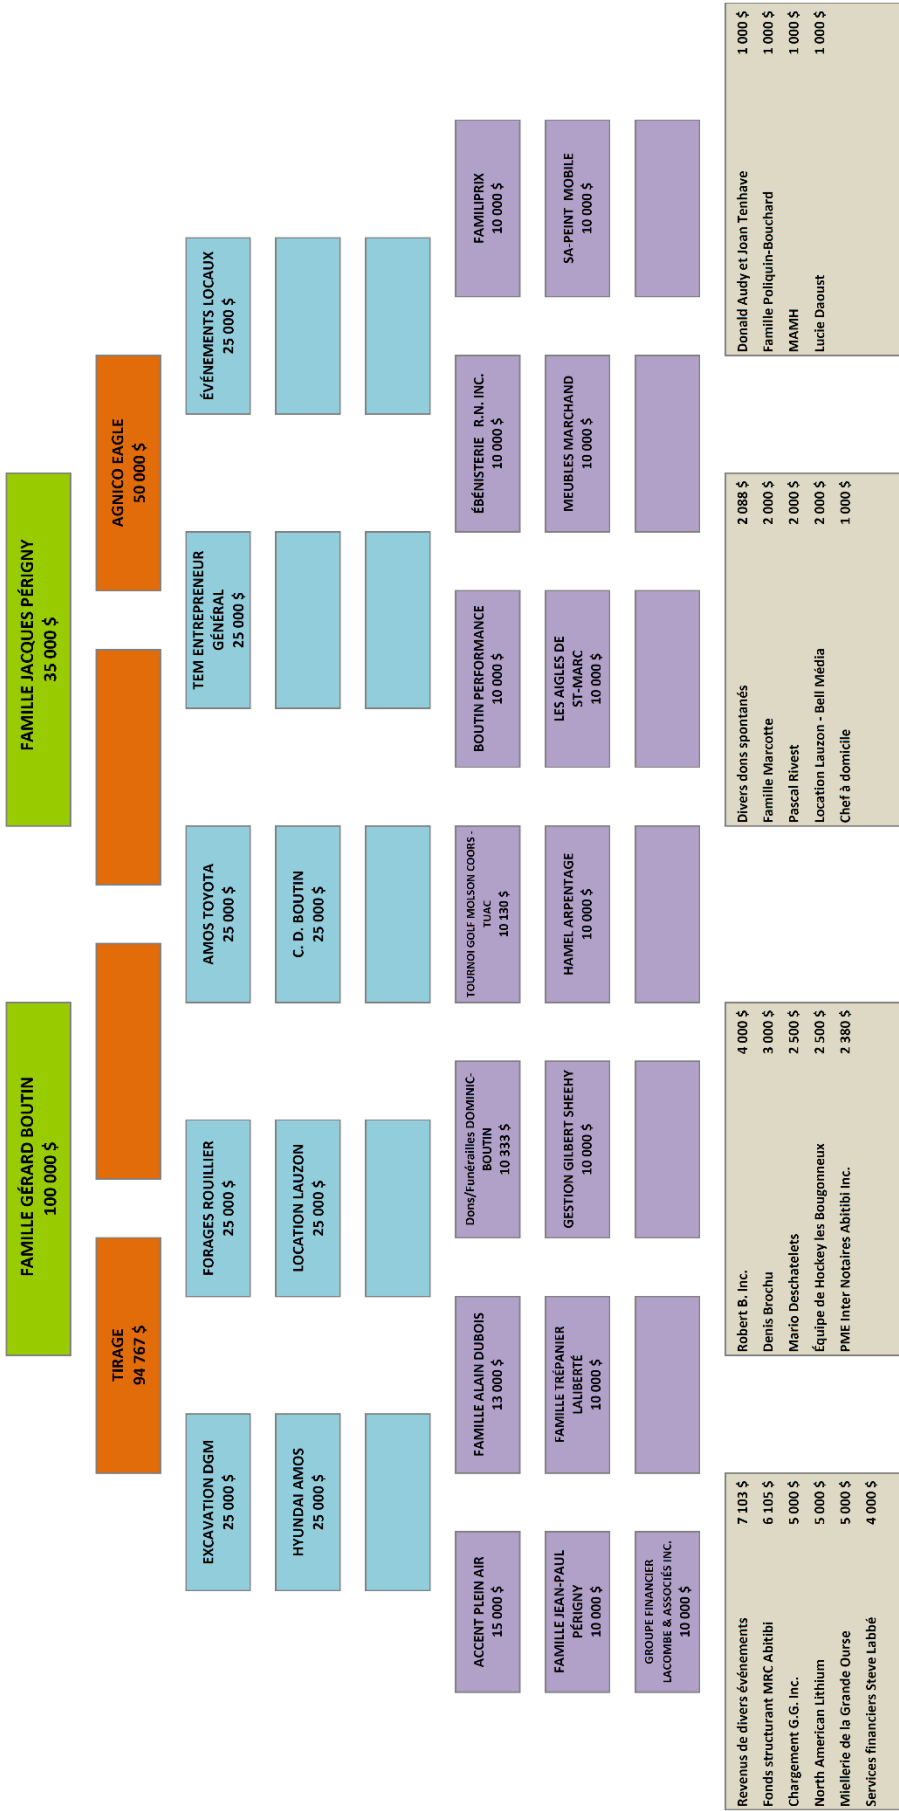 FAMILLE GÉRARD BOUTIN
100 000 $
FAMILLE JACQUES PÉRIGNY
35 000 $
TIRAGE
94 767 $
AGNICO EAGLE
50 000 $
EXCAVATION DGM
25 000 $
FORAGES ROUILLIER
25 000 $
AMOS TOYOTA
25 000 $
TEM ENTREPRENEUR
GÉNÉRAL
25 000 $
ÉVÉNEMENTS LOCAUX
25 000 $
HYUNDAI AMOS
25 000 $
LOCATION LAUZON
25 000 $
C. D. BOUTIN
25 000 $
ACCENT PLEIN AIR
15 000 $
FAMILLE ALAIN DUBOIS
13 000 $
Dons/Funérailles DOMINIC-
BOUTIN
10 333 $
TOURNOI GOLF MOLSON COORS -
TUAC
10 130 $
BOUTIN PERFORMANCE
10 000 $
ÉBÉNISTERIE R.N. INC.
10 000 $
FAMILIPRIX
10 000 $
FAMILLE JEAN-PAUL
PÉRIGNY
10 000 $
FAMILLE TRÉPANIER
LALIBERTÉ
10 000 $
GESTION GILBERT SHEEHY
10 000 $
HAMEL ARPENTAGE
10 000 $
LES AIGLES DE
ST-MARC
10 000 $
MEUBLES MARCHAND
10 000 $
SA-PEINT MOBILE
10 000 $
GROUPE FINANCIER
LACOMBE & ASSOCIÉS INC.
10 000 $
Revenus de divers événements 7 103 $
Fonds structurant MRC Abitibi 6 105 $
Chargement G.G. Inc. 5 000 $
North American Lithium 5 000 $
Miellerie de la Grande Ourse 5 000 $
Services financiers Steve Labbé 4 000 $
Robert B. Inc. 4 000 $
Denis Brochu 3 000 $
Mario Deschatelets 2 500 $
Équipe de Hockey les Bougonneux 2 500 $
PME Inter Notaires Abitibi Inc. 2 380 $
Divers dons spontanés 2 088 $
Famille Marcotte 2 000 $
Pascal Rivest 2 000 $
Location Lauzon - Bell Média 2 000 $
Chef à domicile 1 000 $
Donald Audy et Joan Tenhave 1 000 $
Famille Poliquin-Bouchard 1 000 $
MAMH 1 000 $
Lucie Daoust 1 000 $